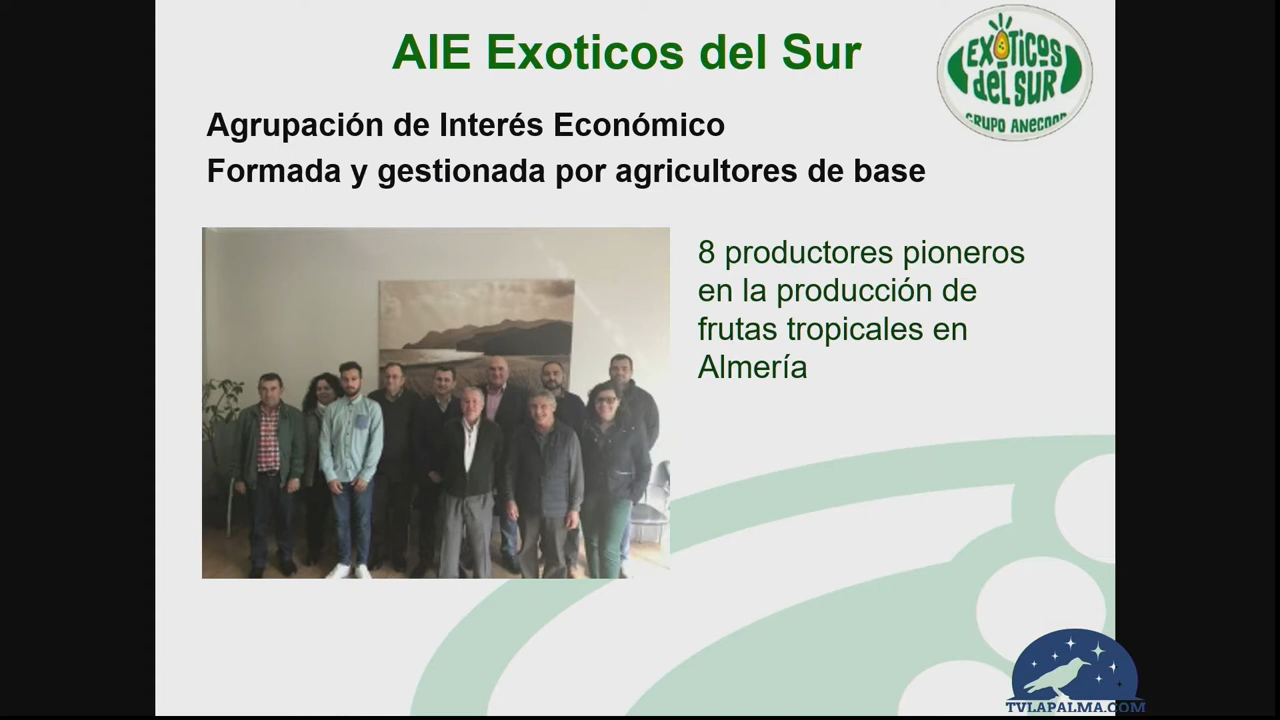 AIE Exoticos del Sur
EXÓTICOS
del SUR
GRUPO ANECOOP
Agrupación de Interés Económico
Formada y gestionada por agricultores de base
8 productores pioneros
en la producción de
frutas tropicales en
Almería
TVLAPALMA.COM